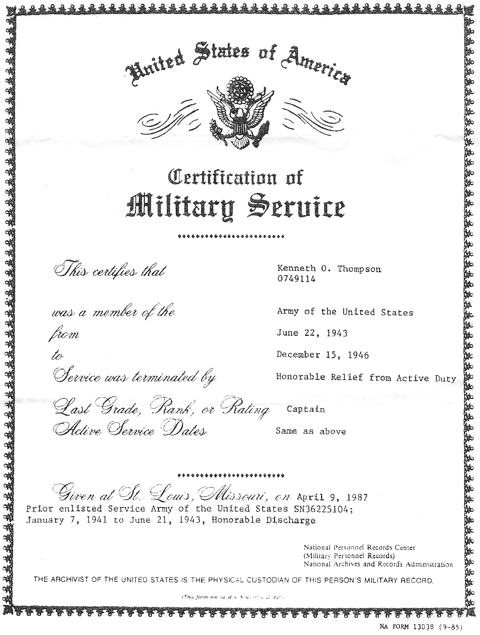 United States of America
Certification of
Military Service
This certifies that Kenneth O. Thompson
0749114
was a member of the Army of the United States
from June 22, 1943
to December 15, 1946
Service was terminated by Honorable Relief from Active Duty
Last Grade, Rank, or Rating Captain
Active Service Dates Same as above
Given at St. Louis, Missouri, on April 9, 1987
Prior enlisted Service Army of the United States SN36225104;
January 7, 1941 to June 21, 1943, Honorable Discharge
National Personnel Records Center
(Military Personnel Records)
National Archives and Records Administration
THE ARCHIVIST OF THE UNITED STATES IS THE PHYSICAL CUSTODIAN OF THIS PERSON'S MILITARY RECORD.
(This form not
NA FORM 13038 (9-85)